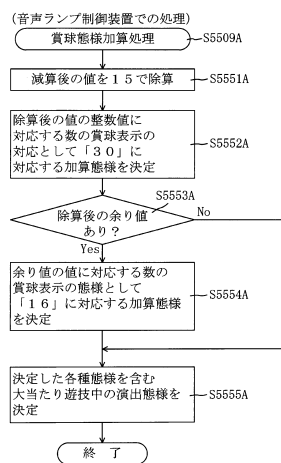 (音声ランプ制御装置での処理)
賞球態様加算処理
S5509A
減算後の値を15で除算
S5551A
除算後の値の整数値に
対応する数の賞球表示の
対応として「30」に
対応する加算態様を決定
S5552A
S5553A
除算後の余り値
あり？
No
Yes
余り値の値に対応する数の
賞球表示の態様として
「16」に対応する加算態様
を決定
S5554A
決定した各種態様を含む
大当たり遊技中の演出態様を
決定
S5555A
終 了